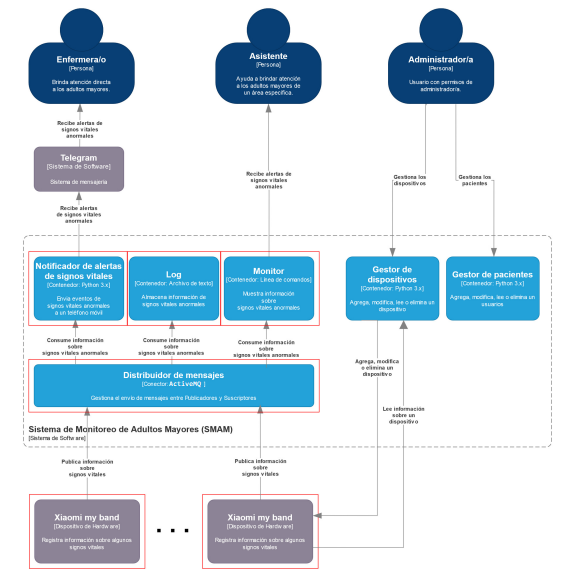 Enfermera/o
[Persona]
Brinda atención directa
a los adultos mayores.
Asistente
[Persona]
Ayuda a brindar atención
a los adultos mayores de
un área específica.
Administrador/a
[Persona]
Usuario con permisos de
administrador/a.
Recibe alertas de
signos vitales
anormales
Telegram
[Sistema de Software]
Sistema de mensajería
Recibe alertas
de signos vitales
anormales
Recibe alertas de
signos vitales
anormales
Gestiona los
dispositivos
Gestiona los
pacientes
Notificador de alertas
de signos vitales
[Contenedor: Python 3.x]
Envía eventos de
signos vitales anormales
a un teléfono móvil
Log
[Contenedor: Archivo de texto]
Almacena información de
signos vitales anormales
Monitor
[Contenedor: Línea de comandos]
Muestra información
sobre
signos vitales anormales
Gestor de
dispositivos
[Contenedor: Python 3.x]
Agrega, modifica, lee o elimina un
dispositivo
Gestor de pacientes
[Contenedor: Python 3.x]
Agrega, modifica, lee o elimina un
usuarios
Consume información
sobre
signos vitales anormales
Consume información
sobre
signos vitales anormales
Consume información
sobre
signos vitales anormales
Distribuidor de mensajes
[Conector: ActiveMQ ]
Gestiona el envío de mensajes entre Publicadores y Suscriptores
Agrega, modifica
o elimina un
dispositivo
Lee información
sobre un
dispositivo
Sistema de Monitoreo de Adultos Mayores (SMAM)
[Sistema de Software]
Publica información
sobre
signos vitales
Publica información
sobre
signos vitales
Xiaomi my band
[Dispositivo de Hardware]
Registra información sobre algunos
signos vitales
. . .
Xiaomi my band
[Dispositivo de Hardware]
Registra información sobre algunos
signos vitales